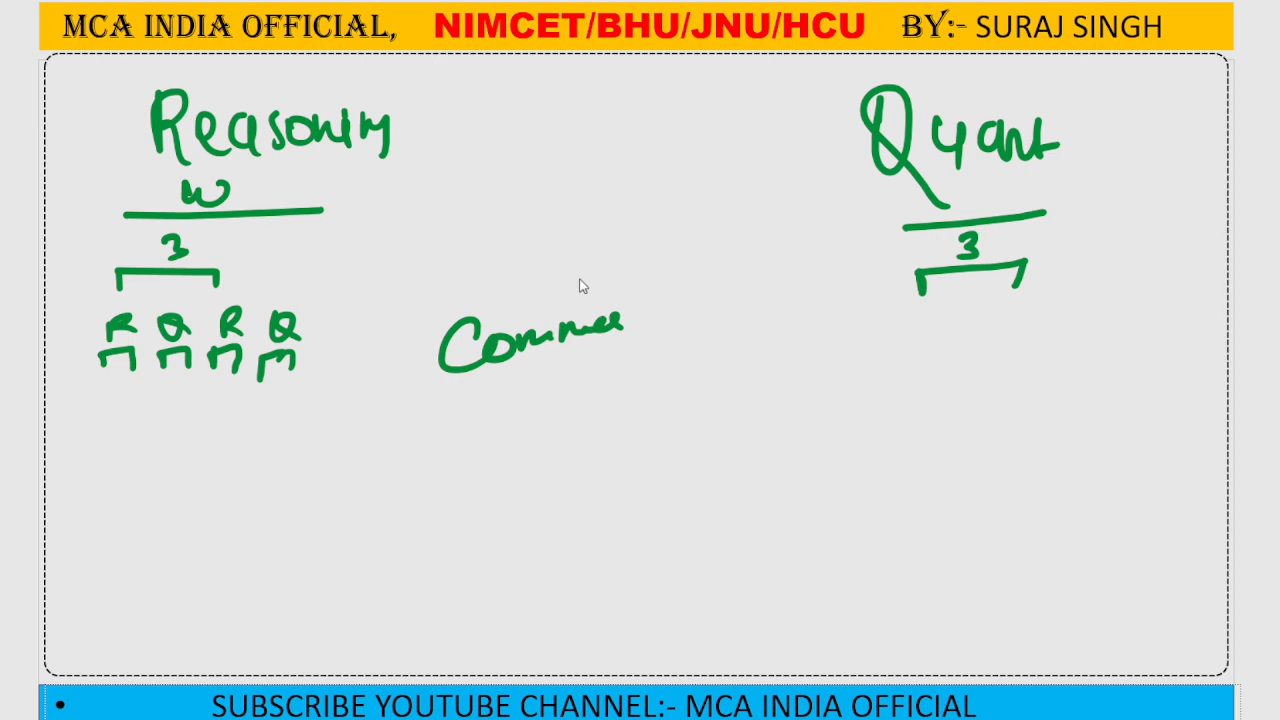 MCA INDIA OFFICIAL, NIMCET/BHU/JNU/HCU BY:- SURAJ SINGH
Reasoning Quant
W
3 3
R Q R Q
Comme
• SUBSCRIBE YOUTUBE CHANNEL:- MCA INDIA OFFICIAL